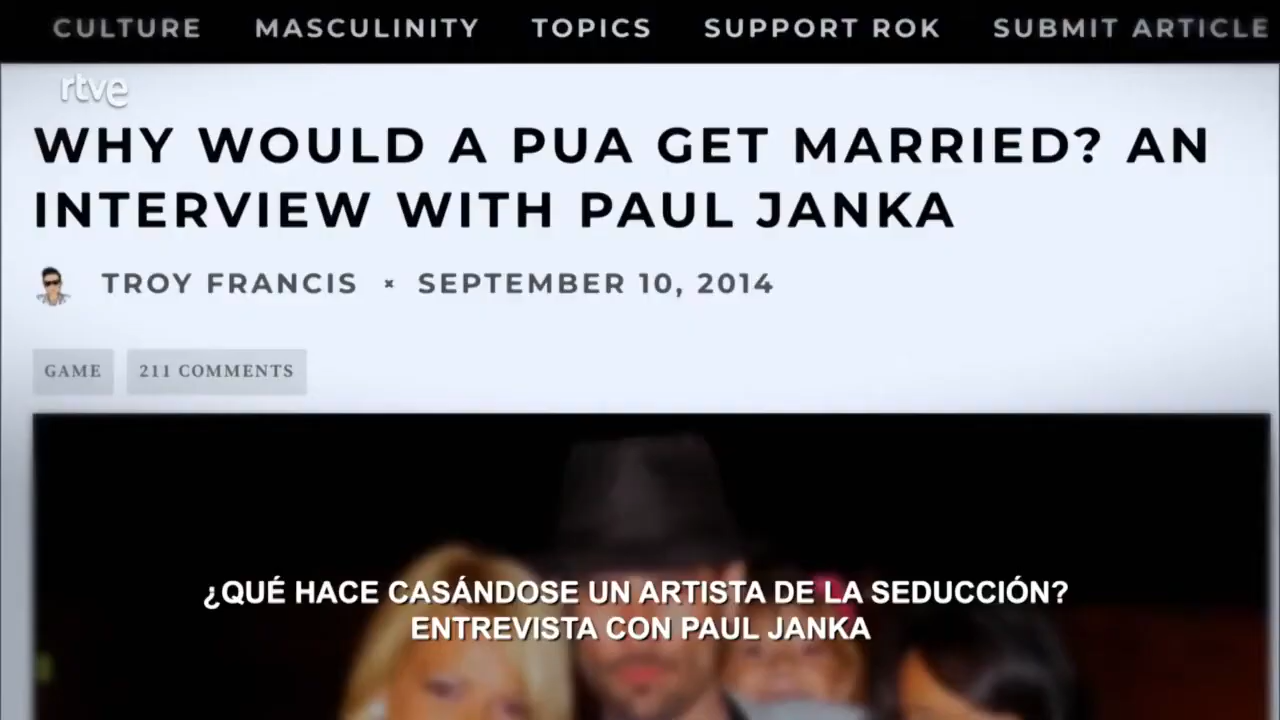 CULTURE MASCULINITY TOPICS SUPPORT ROK SUBMIT ARTICLE
rtve
WHY WOULD A PUA GET MARRIED? AN
INTERVIEW WITH PAUL JANKA
TROY FRANCIS × SEPTEMBER 10, 2014
GAME 211 COMMENTS
¿QUÉ HACE CASÁNDOSE UN ARTISTA DE LA SEDUCCIÓN?
ENTREVISTA CON PAUL JANKA